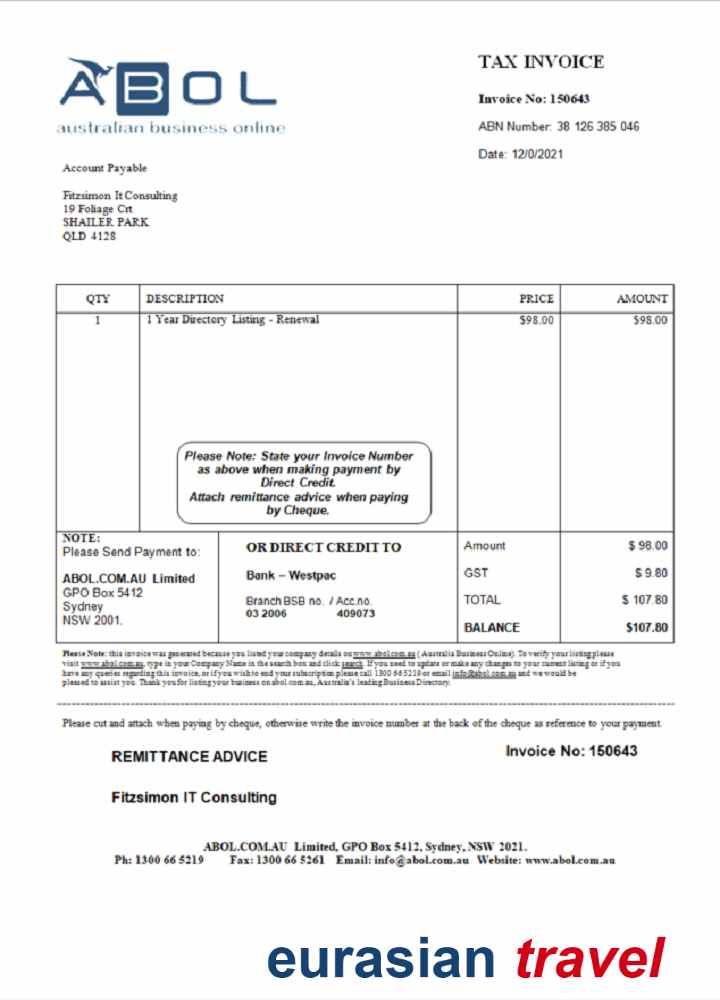 ABOL
australian business online
TAX INVOICE
Invoice No: 150643
ABN Number: 38 126 385 046
Date: 12/0/2021
Account Payable
Fitzsimon It Consulting
19 Foliage Crt
SHAILER PARK
QLD 4128
QTY DESCRIPTION PRICE AMOUNT
1 1 Year Directory Listing - Renewal $98.00 $98.00
Please Note: State your Invoice Number
as above when making payment by
Direct Credit.
Attach remittance advice when paying
by Cheque.
NOTE:
Please Send Payment to:
ABOL.COM.AU Limited
GPO Box 5412
Sydney
NSW 2001.
OR DIRECT CREDIT TO
Bank – Westpac
Branch BSB no. / Acc.no.
03 2006 409073
Amount $ 98.00
GST $ 9.80
TOTAL $ 107.80
BALANCE $107.80
Please Note: this invoice was generated because you listed your company details on www.abol.com.au ( Australia Business Online). To verify your listing please
visit www.abol.com.au, type in your Company Name in the search box and click search. If you need to update or make any changes to your current listing or if you
have any queries regarding this invoice, or if you wish to end your subscription please call 1300 66 5219 or email info@abol.com.au and we would be
pleased to assist you. Thank you for listing your business on abol.com.au, Australia's leading Business Directory.
Please cut and attach when paying by cheque, otherwise write the invoice number at the back of the cheque as reference to your payment.
REMITTANCE ADVICE
Invoice No: 150643
Fitzsimon IT Consulting
ABOL.COM.AU Limited, GPO Box 5412, Sydney, NSW 2021.
Ph: 1300 66 5219 Fax: 1300 66 5261 Email: info@abol.com.au Website: www.abol.com.au
eurasian travel